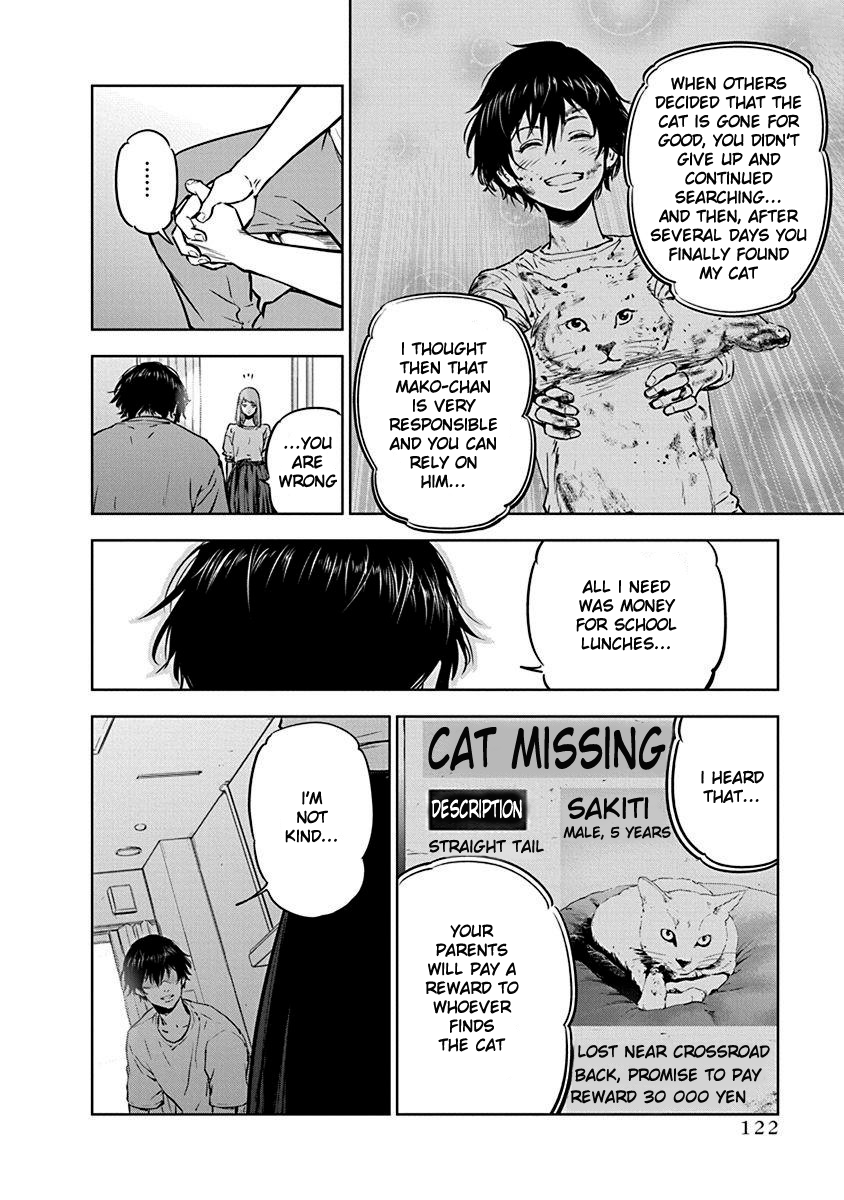 WHEN OTHERS
DECIDED THAT THE
CAT IS GONE FOR
GOOD, YOU DIDN'T
GIVE UP AND
CONTINUED
SEARCHING...
AND THEN, AFTER
SEVERAL DAYS YOU
FINALLY FOUND
MY CAT
I THOUGHT
THEN THAT
MAKO-CHAN
IS VERY
RESPONSIBLE
AND YOU CAN
RELY ON
HIM...
......
...YOU
ARE
WRONG
ALL I NEED
WAS MONEY
FOR SCHOOL
LUNCHES...
I HEARD
THAT...
CAT MISSING
DESCRIPTION
STRAIGHT TAIL
SAKITI
MALE, 5 YEARS
YOUR
PARENTS
WILL PAY A
REWARD TO
WHOEVER
FINDS
THE CAT
LOST NEAR CROSSROAD
BACK, PROMISE TO PAY
REWARD 30 000 YEN
I'M
NOT
KIND...
122